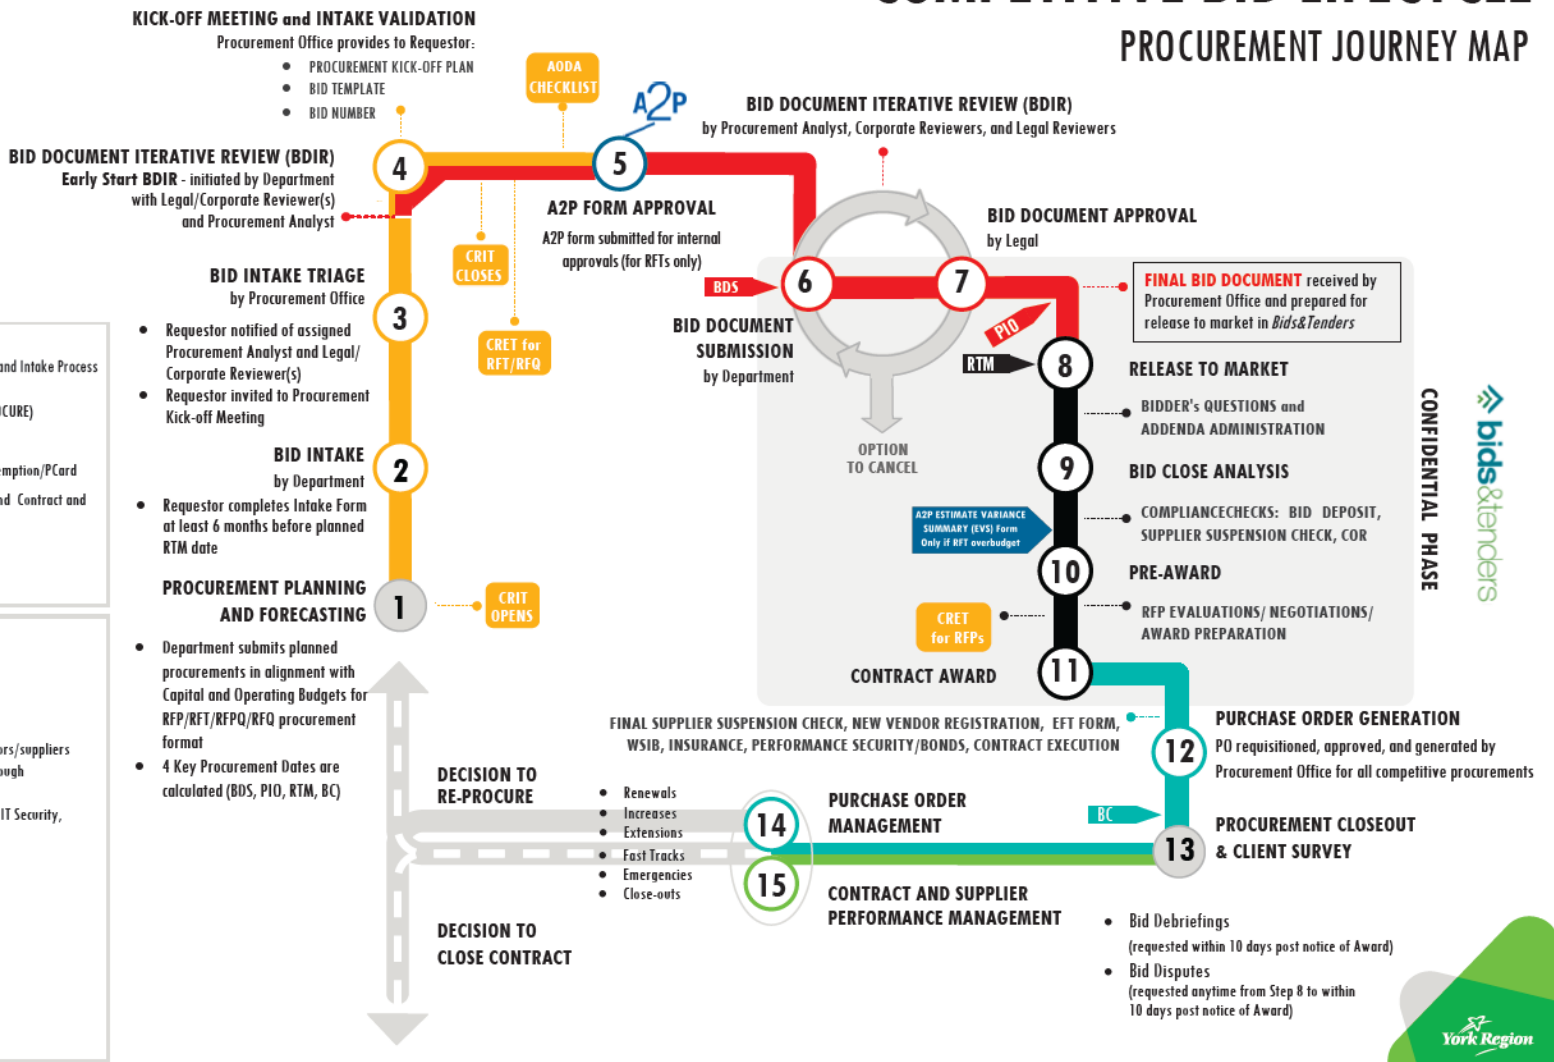 PROCUREMENT JOURNEY MAP
KICK-OFF MEETING and INTAKE VALIDATION
Procurement Office provides to Requestor:
• PROCUREMENT KICK-OFF PLAN
• BID TEMPLATE
• BID NUMBER
AODA
CHECKLIST
A2P
BID DOCUMENT ITERATIVE REVIEW (BDIR)
by Procurement Analyst, Corporate Reviewers, and Legal Reviewers
BID DOCUMENT ITERATIVE REVIEW (BDIR)
Early Start BDIR - initiated by Department
with Legal/Corporate Reviewer(s)
and Procurement Analyst
4
5
A2P FORM APPROVAL
A2P form submitted for internal
approvals (for RFTs only)
CRIT
CLOSES
CRET for
RFT/RFQ
BID INTAKE TRIAGE
by Procurement Office
• Requestor notified of assigned
Procurement Analyst and Legal/
Corporate Reviewer(s)
• Requestor invited to Procurement
Kick-off Meeting
3
BID INTAKE
by Department
• Requestor completes Intake Form
at least 6 months before planned
RTM date
2
PROCUREMENT PLANNING
AND FORECASTING
1
CRIT
OPENS
• Department submits planned
procurements in alignment with
Capital and Operating Budgets for
RFP/RFT/RFPQ/RFQ procurement
format
• 4 Key Procurement Dates are
calculated (BDS, PIO, RTM, BC)
and Intake Process
CURE)
emption/PCard
nd Contract and
ors/suppliers
ough
IT Security,
BDS
6
BID DOCUMENT
SUBMISSION
by Department
7
BID DOCUMENT APPROVAL
by Legal
OPTION
TO CANCEL
FINAL BID DOCUMENT received by
Procurement Office and prepared for
release to market in Bids&Tenders
PIO
RTM
8
RELEASE TO MARKET
BIDDER's QUESTIONS and
ADDENDA ADMINISTRATION
9
BID CLOSE ANALYSIS
A2P ESTIMATE VARIANCE
SUMMARY (EVS) Form
Only if RFT overbudget
COMPLIANCECHECKS: BID DEPOSIT,
SUPPLIER SUSPENSION CHECK, COR
10
PRE-AWARD
CRET
for RFPs
RFP EVALUATIONS/ NEGOTIATIONS/
AWARD PREPARATION
CONTRACT AWARD
11
CONFIDENTIAL PHASE
bids&tenders
FINAL SUPPLIER SUSPENSION CHECK, NEW VENDOR REGISTRATION, EFT FORM,
WSIB, INSURANCE, PERFORMANCE SECURITY/BONDS, CONTRACT EXECUTION
12
PURCHASE ORDER GENERATION
PO requisitioned, approved, and generated by
Procurement Office for all competitive procurements
BC
13
PROCUREMENT CLOSEOUT
& CLIENT SURVEY
• Bid Debriefings
(requested within 10 days post notice of Award)
• Bid Disputes
(requested anytime from Step 8 to within
10 days post notice of Award)
14
PURCHASE ORDER
MANAGEMENT
15
CONTRACT AND SUPPLIER
PERFORMANCE MANAGEMENT
• Renewals
• Increases
• Extensions
• Fast Tracks
• Emergencies
• Close-outs
DECISION TO
RE-PROCURE
DECISION TO
CLOSE CONTRACT
York Region